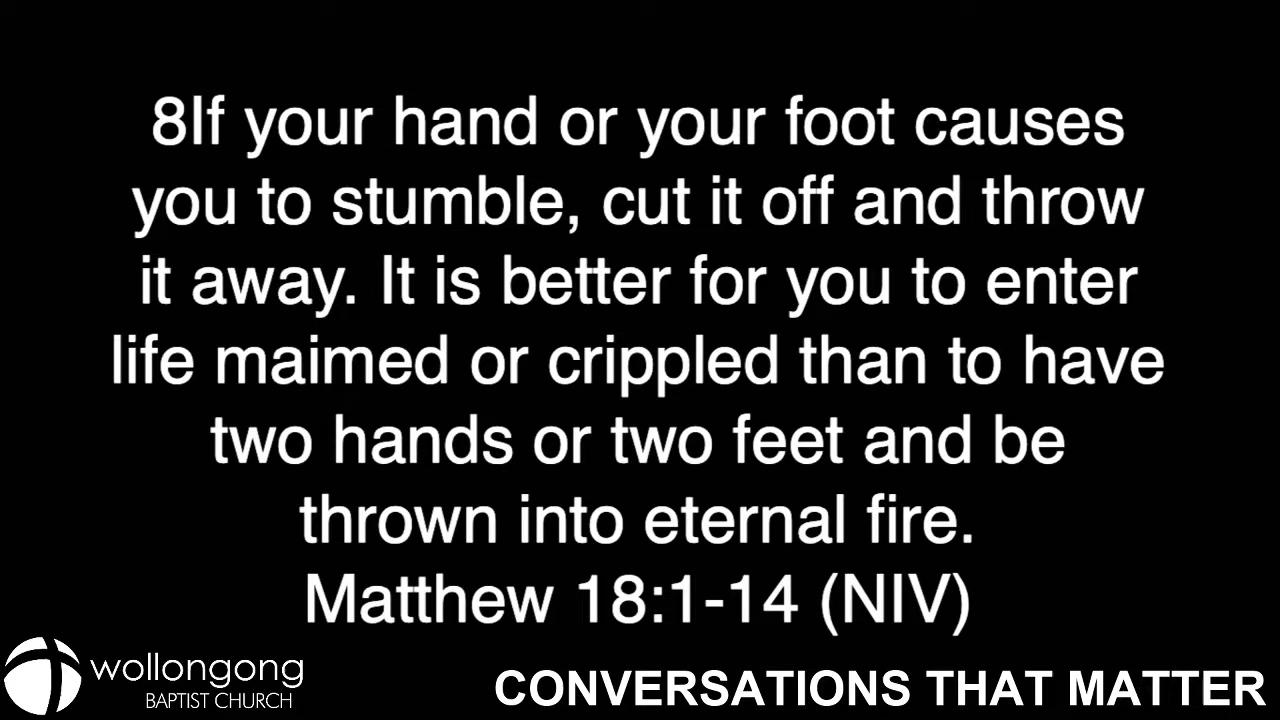 8If your hand or your foot causes
you to stumble, cut it off and throw
it away. It is better for you to enter
life maimed or crippled than to have
two hands or two feet and be
thrown into eternal fire.
Matthew 18:1-14 (NIV)
wollongong
BAPTIST CHURCH
CONVERSATIONS THAT MATTER